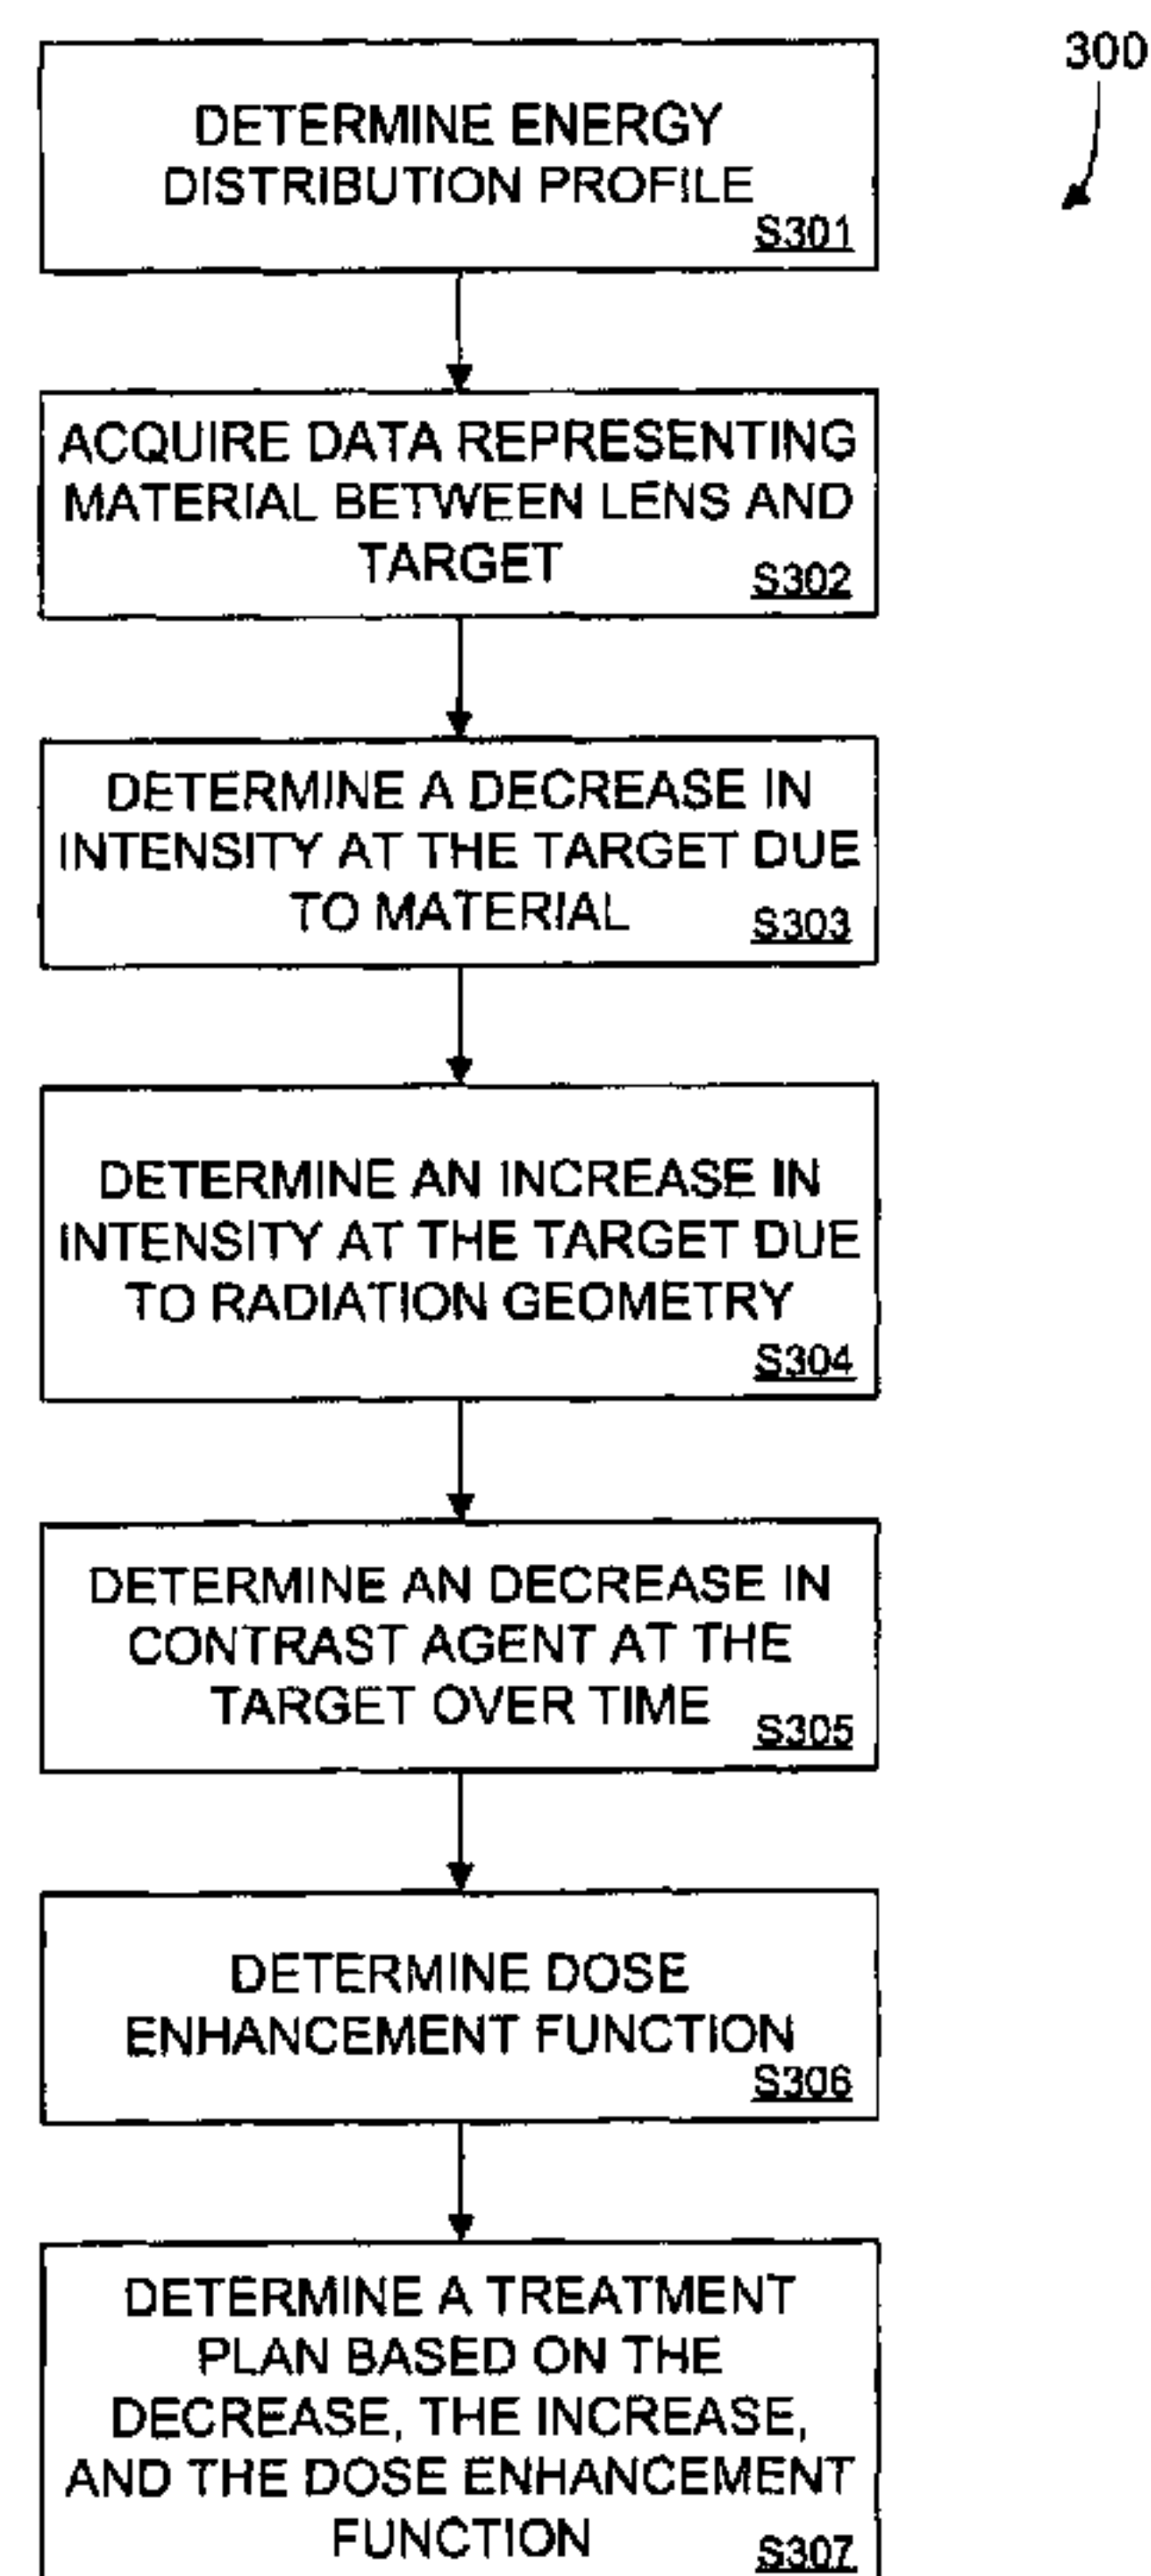 300
DETERMINE ENERGY
DISTRIBUTION PROFILE
S301
ACQUIRE DATA REPRESENTING
MATERIAL BETWEEN LENS AND
TARGET
S302
DETERMINE A DECREASE IN
INTENSITY AT THE TARGET DUE
TO MATERIAL
S303
DETERMINE AN INCREASE IN
INTENSITY AT THE TARGET DUE
TO RADIATION GEOMETRY
S304
DETERMINE AN DECREASE IN
CONTRAST AGENT AT THE
TARGET OVER TIME
S305
DETERMINE DOSE
ENHANCEMENT FUNCTION
S306
DETERMINE A TREATMENT
PLAN BASED ON THE
DECREASE, THE INCREASE,
AND THE DOSE ENHANCEMENT
FUNCTION
S307